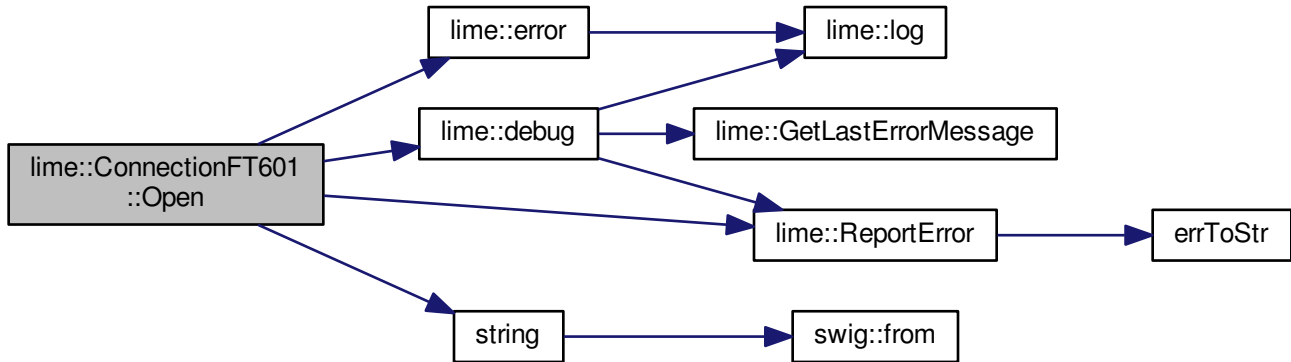 lime::ConnectionFT601
::Open
lime::error
lime::debug
string
lime::log
lime::GetLastErrorMessage
lime::ReportError
swig::from
errToStr